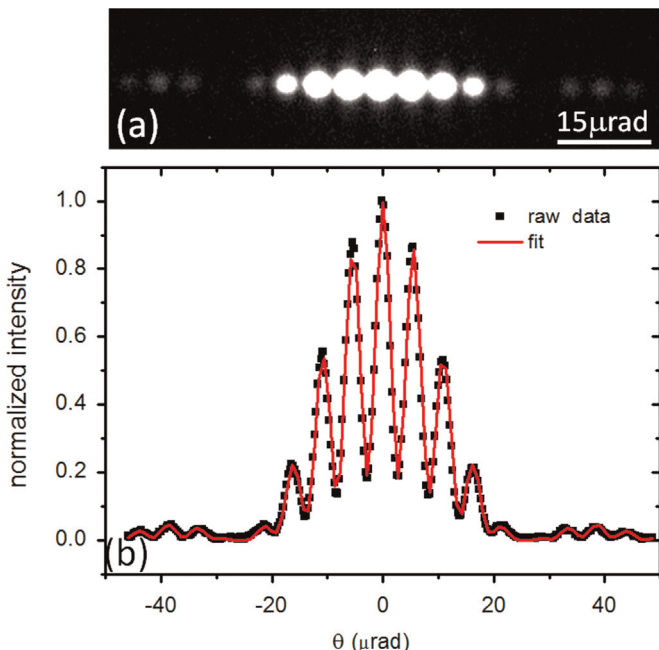 (a)
15μrad
1.0
raw data
fit
0.8
0.6
0.4
0.2
0.0
normalized intensity
(b)
-40
-20
0
20
40
θ (μrad)